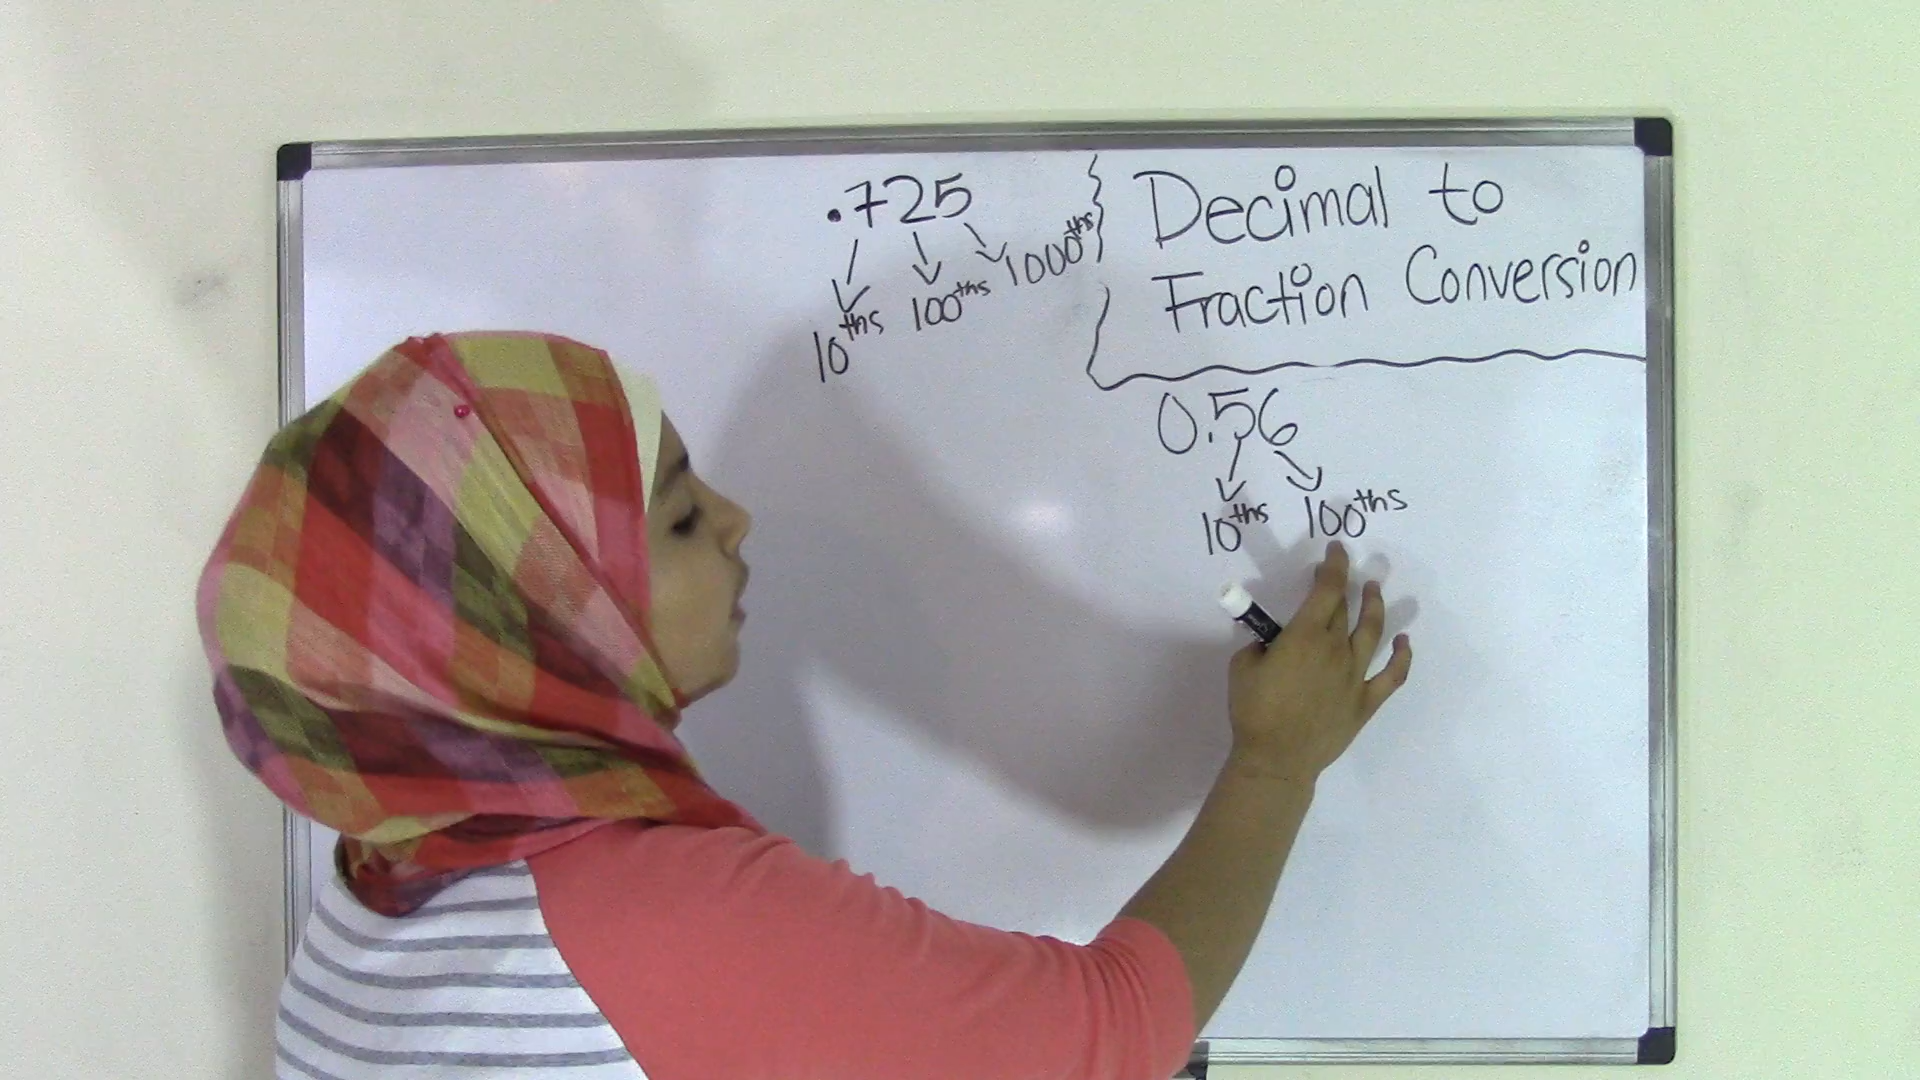 .725
10ths 100ths 1000ths
Decimal to
Fraction Conversion
0.56
10ths 100ths